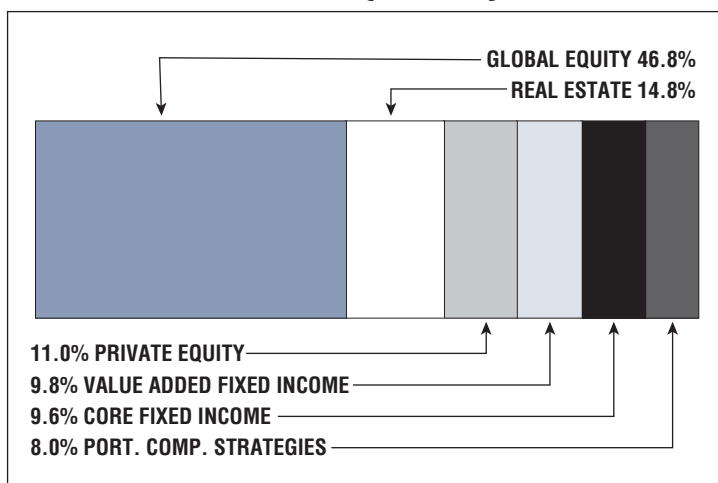 GLOBAL EQUITY 46.8%
REAL ESTATE 14.8%
11.0% PRIVATE EQUITY
9.8% VALUE ADDED FIXED INCOME
9.6% CORE FIXED INCOME
8.0% PORT. COMP. STRATEGIES